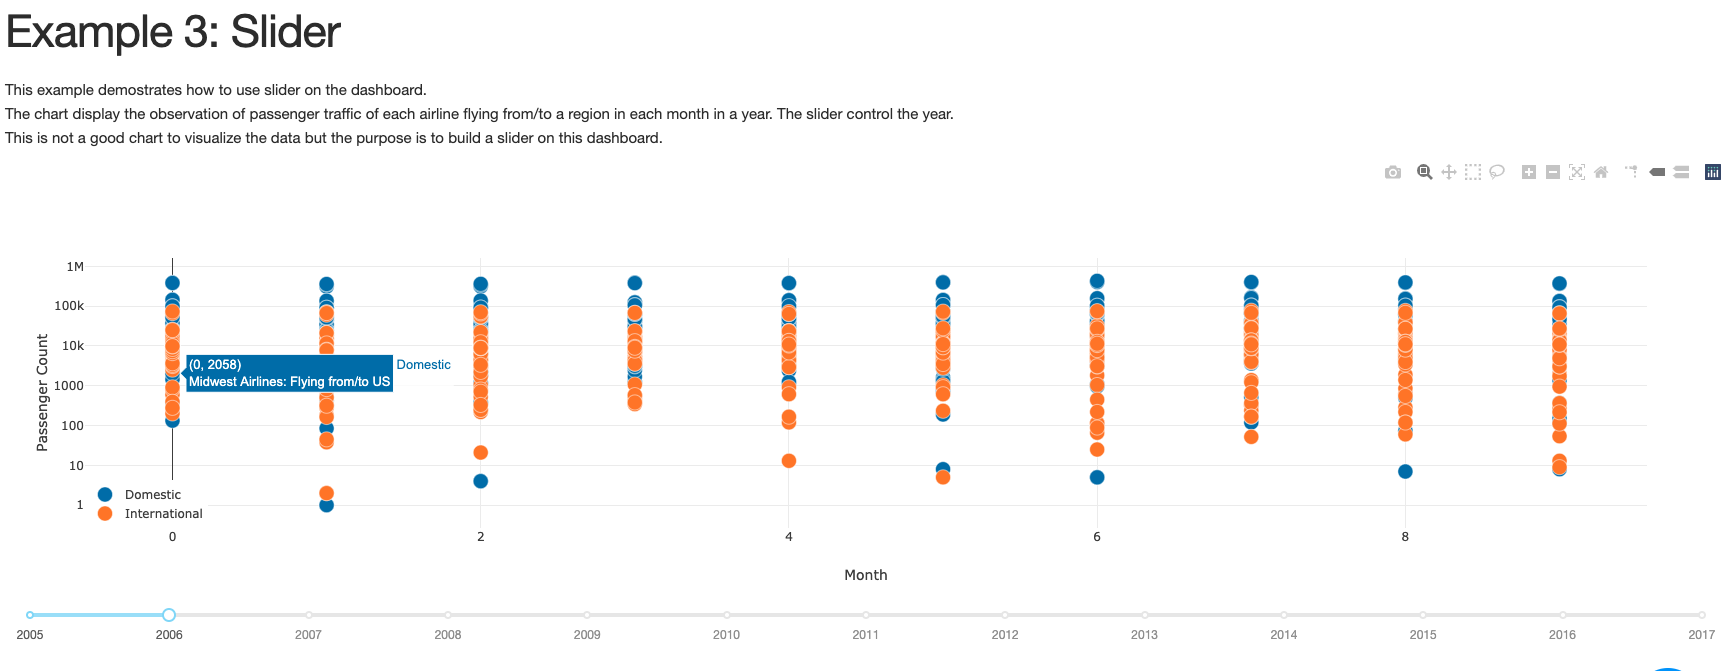 Example 3: Slider
This example demostrates how to use slider on the dashboard.
The chart display the observation of passenger traffic of each airline flying from/to a region in each month in a year. The slider control the year.
This is not a good chart to visualize the data but the purpose is to build a slider on this dashboard.
1M
100k
10k
1000
100
10
1
Passenger Count
(0, 2058)
Midwest Airlines: Flying from/to US
Domestic
Domestic
International
0 2 4 6 8
Month
2005 2006 2007 2008 2009 2010 2011 2012 2013 2014 2015 2016 2017